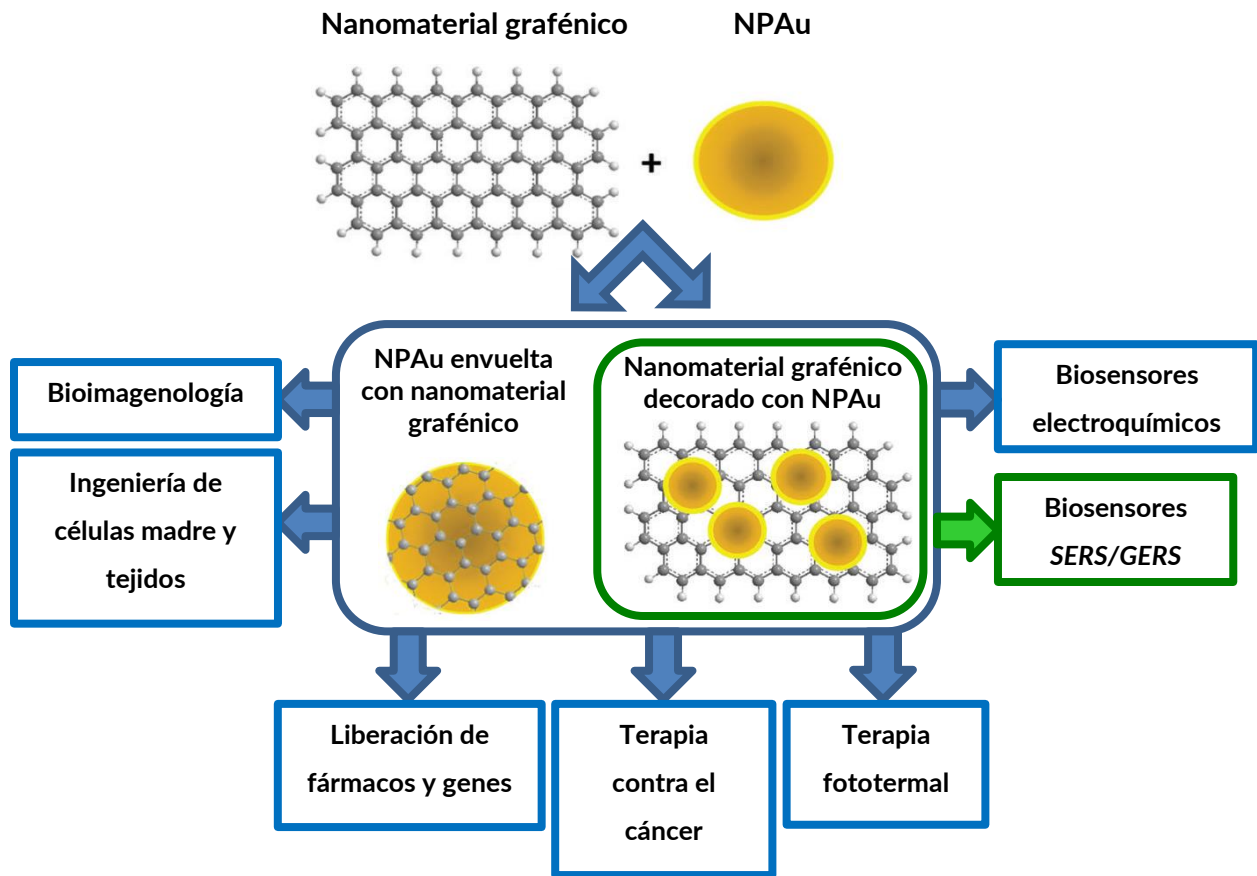 Nanomaterial grafénico
NPAu
+
NPAu envuelta
con nanomaterial
grafénico
Nanomaterial grafénico
decorado con NPAu
Bioimagenología
Ingeniería de
células madre y
tejidos
Biosensores
electroquímicos
Biosensores
SERS/GERS
Liberación de
fármacos y genes
Terapia
contra el
cáncer
Terapia
fototermal